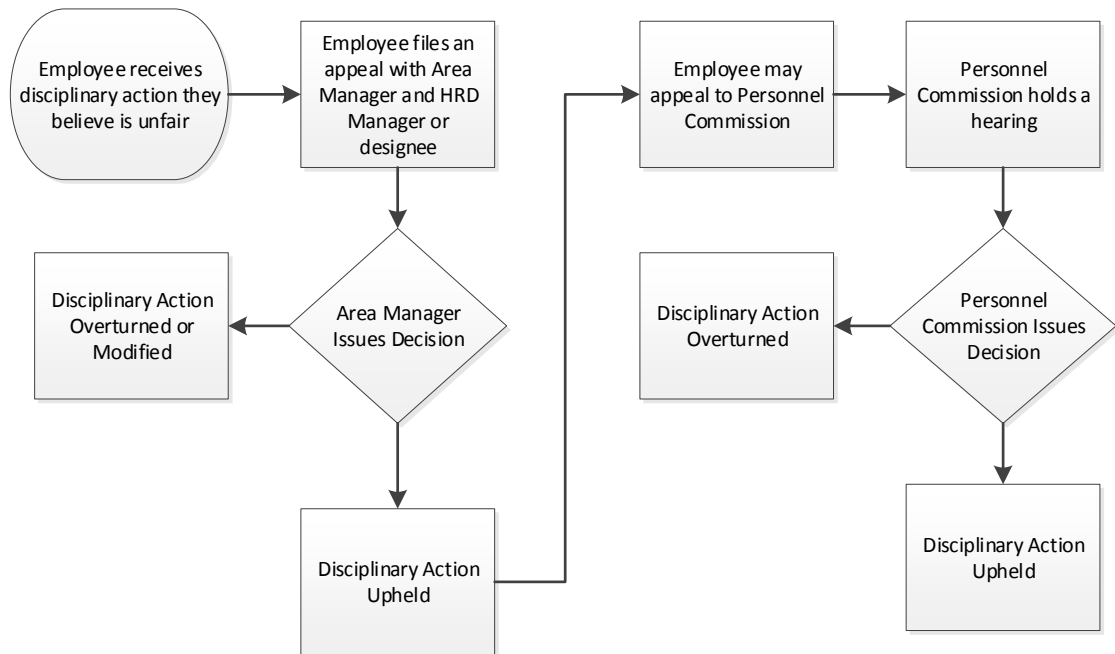 Employee receives
disciplinary action they
believe is unfair
Employee files an
appeal with Area
Manager and HRD
Manager or
designee
Area Manager
Issues Decision
Disciplinary Action
Overturned or
Modified
Disciplinary Action
Upheld
Employee may
appeal to Personnel
Commission
Personnel
Commission holds a
hearing
Personnel
Commission Issues
Decision
Disciplinary Action
Overturned
Disciplinary Action
Upheld